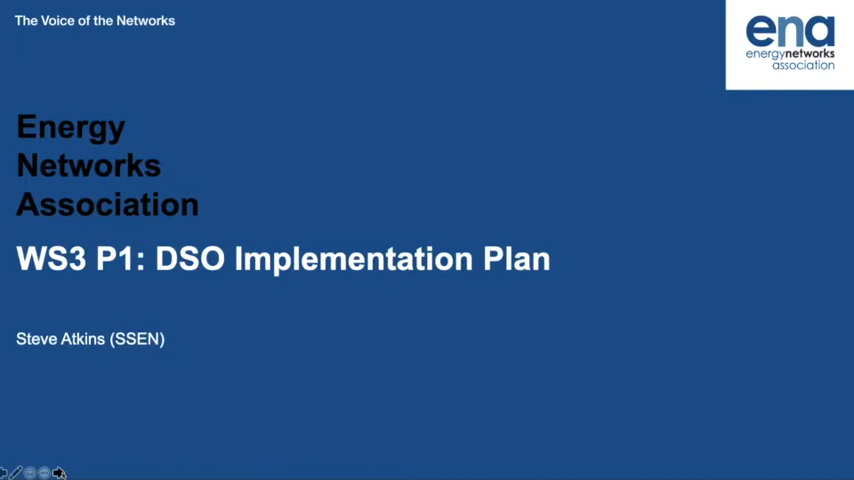 The Voice of the Networks
ena
energynetworks
association
Energy
Networks
Association
WS3 P1: DSO Implementation Plan
Steve Atkins (SSEN)